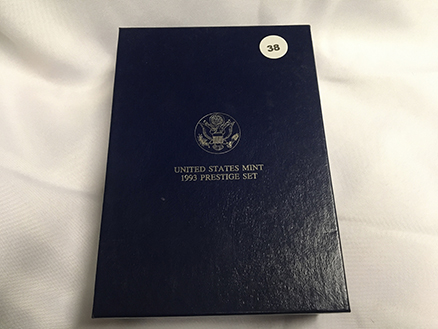 38
UNITED STATES MINT
1993 PRESTIGE SET